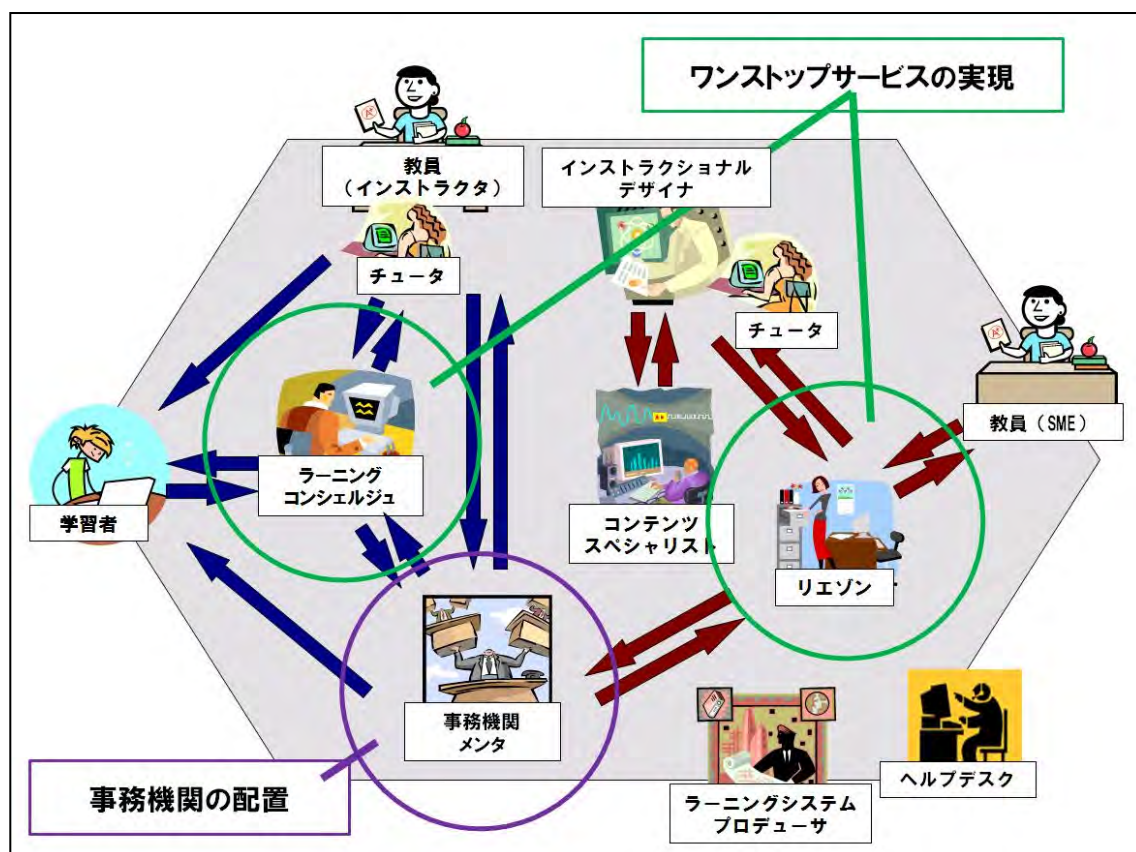 ワンストップサービスの実現
教員
（インストラクタ）
インストラクショナル
デザイナ
チュータ
チュータ
教員（SME）
ラーニング
コンシェルジュ
学習者
コンテンツ
スペシャリスト
リエゾン
事務機関
メンタ
事務機関の配置
ラーニングシステム
プロデューサ
ヘルプデスク